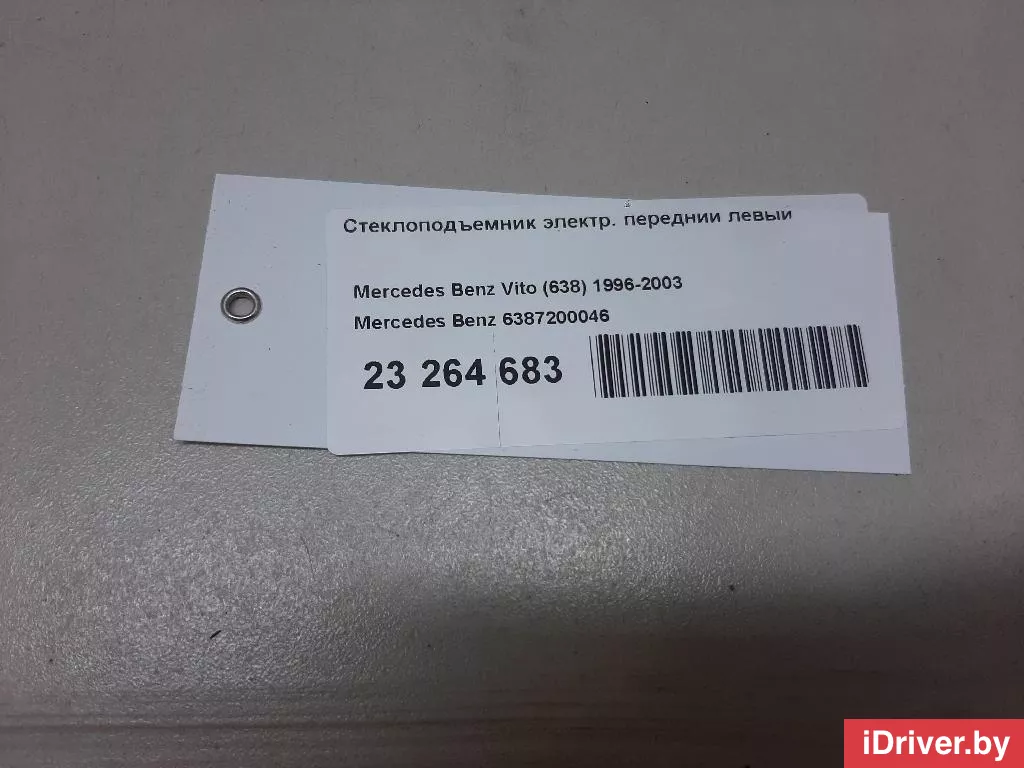 Стеклоподъемник электр. передний левый
Mercedes Benz Vito (638) 1996-2003
Mercedes Benz 6387200046
23 264 683
iDriver.by